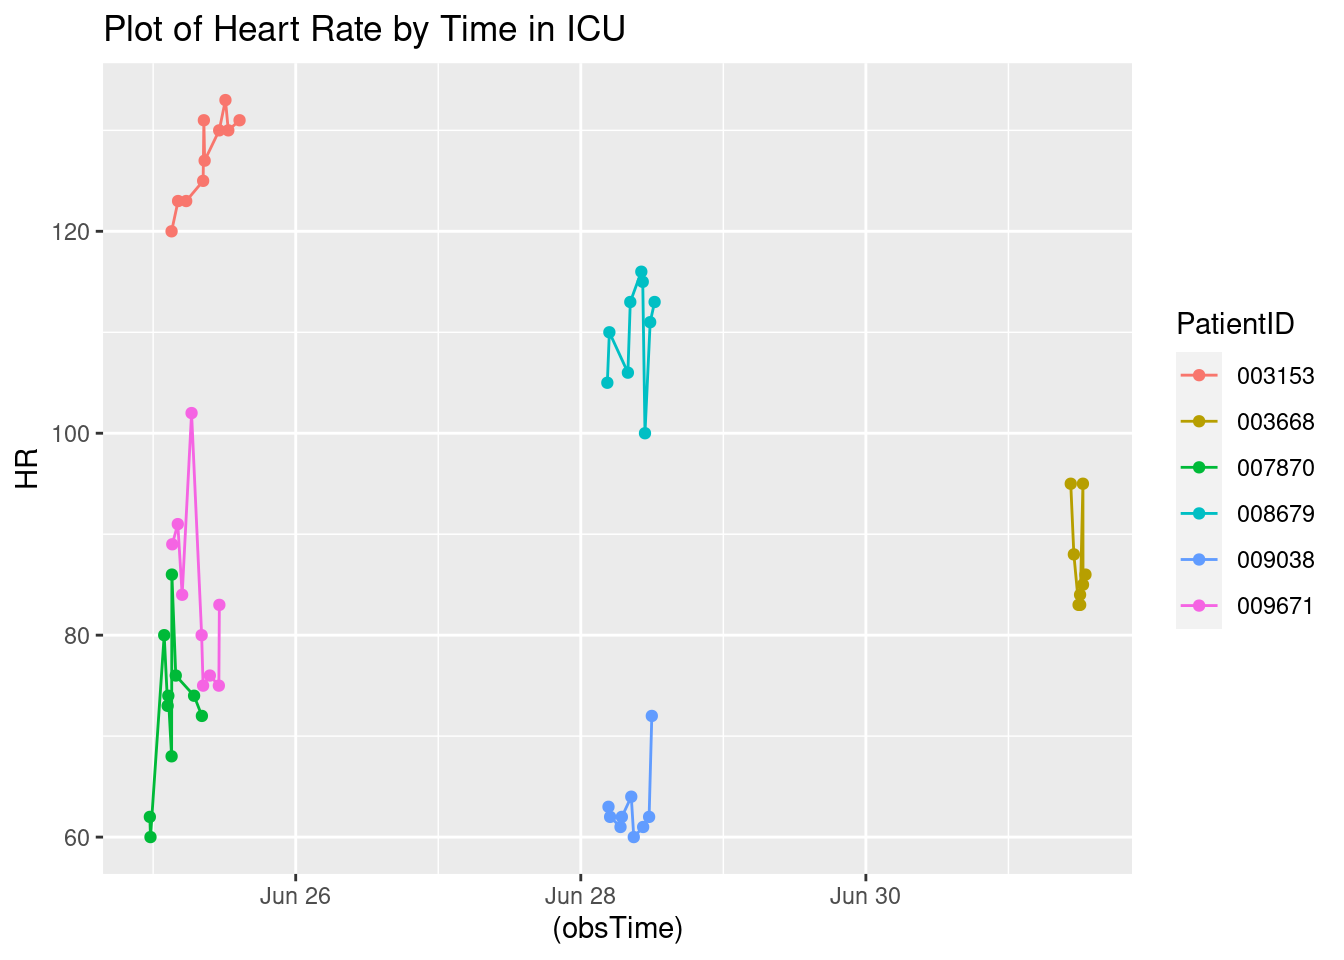 Plot of Heart Rate by Time in ICU
HR
120
100
80
60
Jun 26
Jun 28
Jun 30
(obsTime)
PatientID
003153
003668
007870
008679
009038
009671